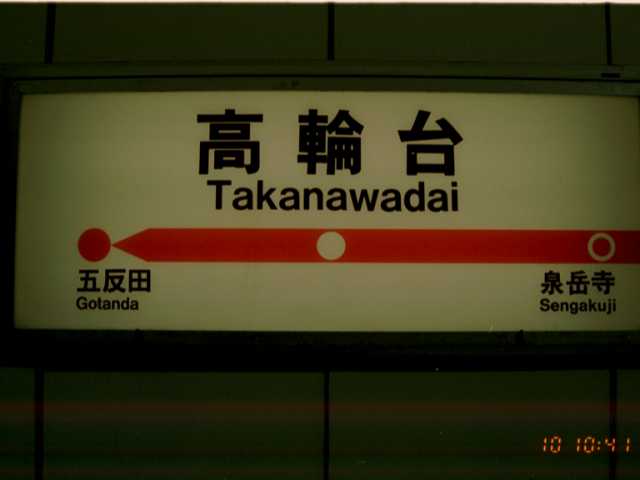 高輪台
Takanawadai
五反田
Gotanda
泉岳寺
Sengakuji
10 10:41